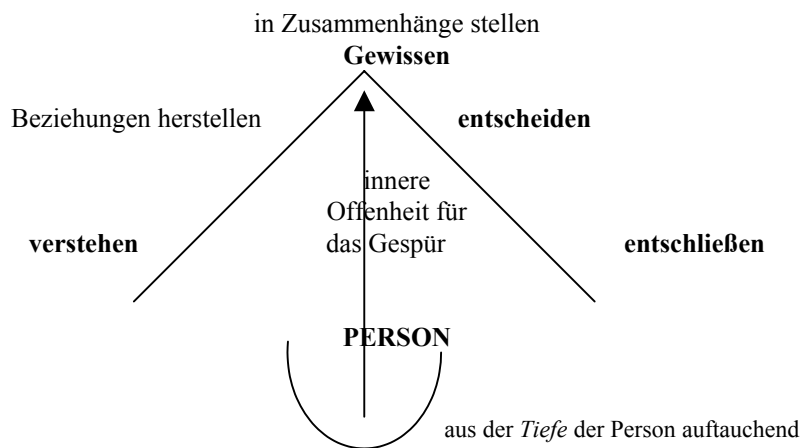 in Zusammenhänge stellen
Gewissen
Beziehungen herstellen
entscheiden
innere
Offenheit für
das Gespür
verstehen
entschließen
PERSON
aus der Tiefe der Person auftauchend